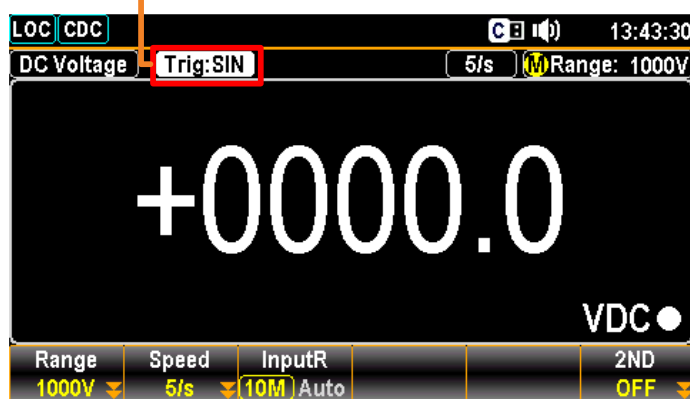 LOC CDC C 13:43:30
DC Voltage Trig:SIN 5/s M Range: 1000V
+0000.0
VDC
Range Speed InputR 2ND
1000V 5/s 10M Auto OFF